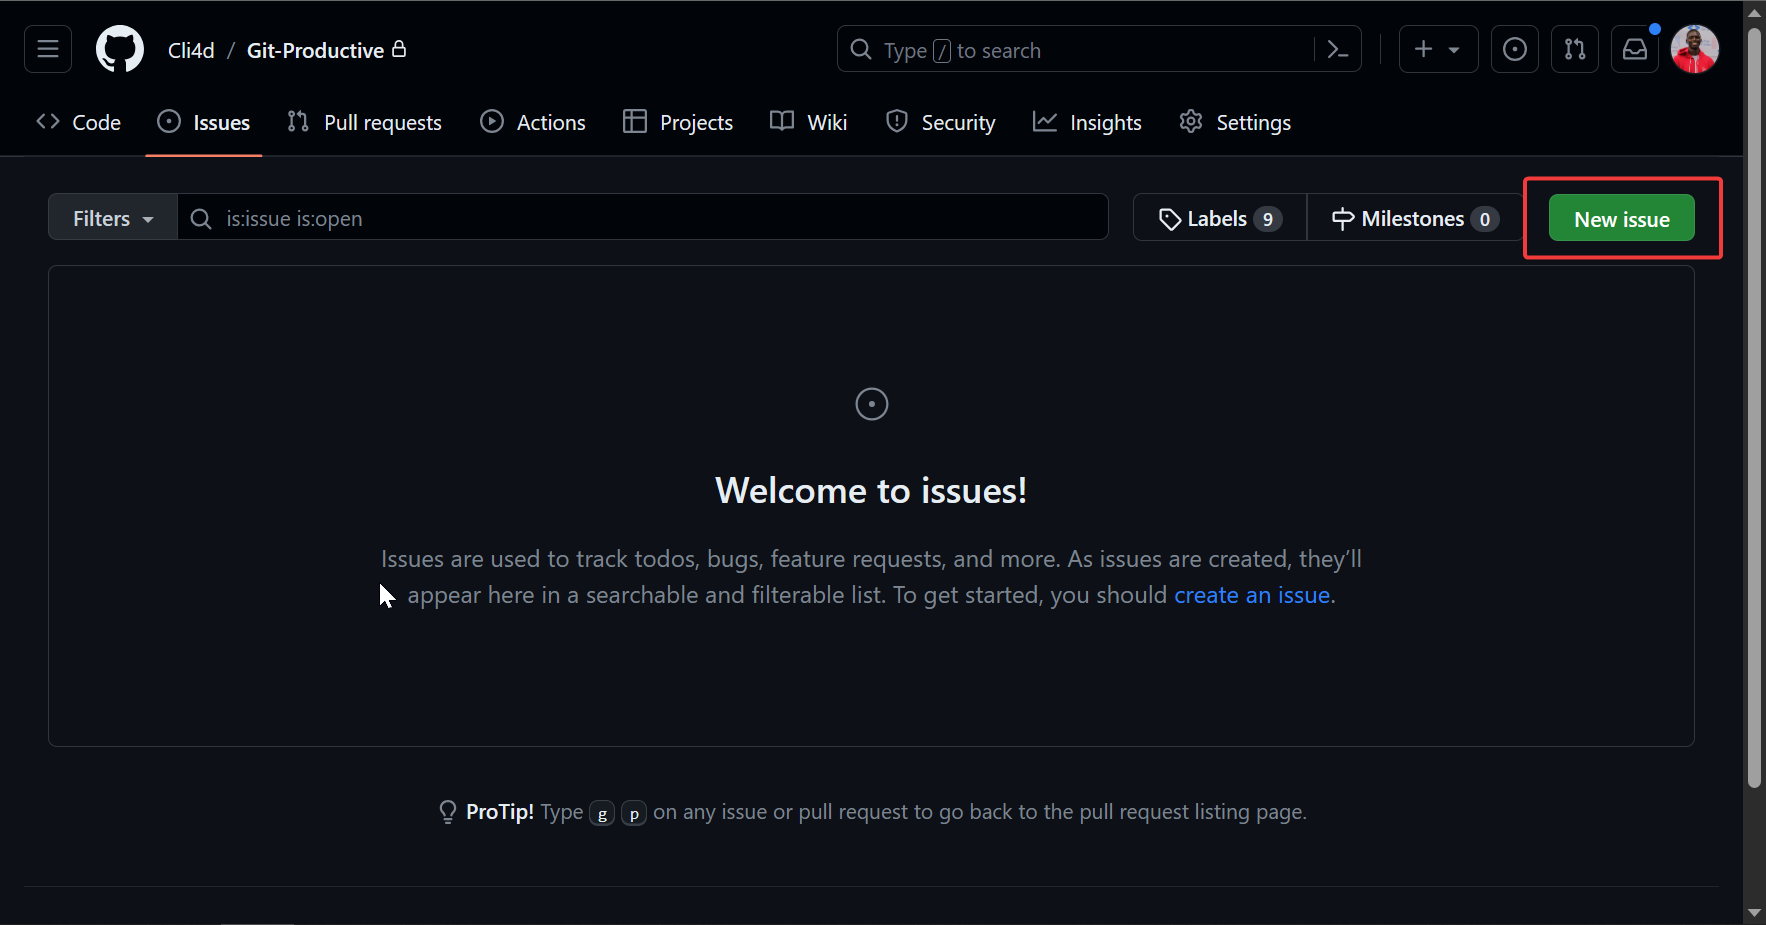 Cli4d / Git-Productive
Type / to search
Code Issues Pull requests Actions Projects Wiki Security Insights Settings
Filters is:issue is:open Labels 9 Milestones 0 New issue
Welcome to issues!
Issues are used to track todos, bugs, feature requests, and more. As issues are created, they’ll
appear here in a searchable and filterable list. To get started, you should create an issue.
ProTip! Type g p on any issue or pull request to go back to the pull request listing page.